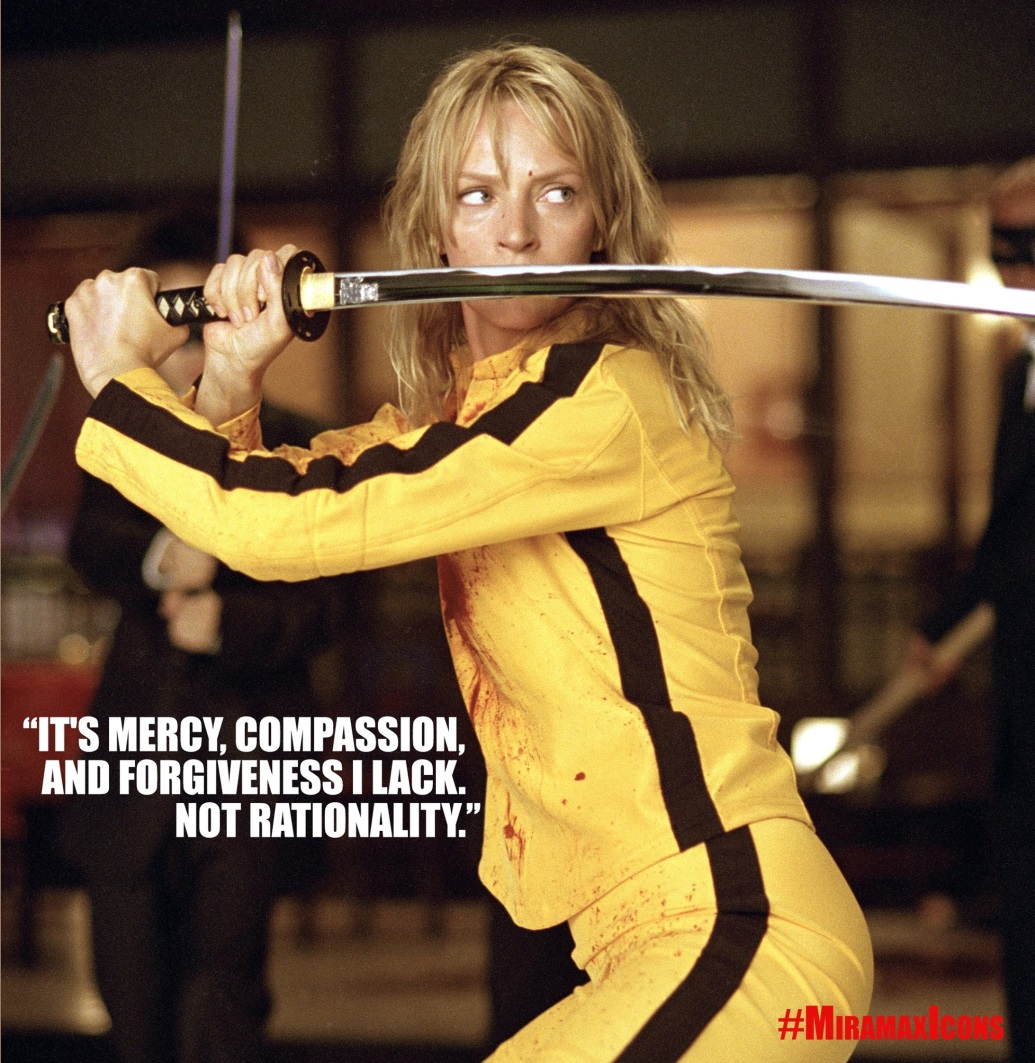 “IT'S MERCY, COMPASSION,
AND FORGIVENESS I LACK.
NOT RATIONALITY.”
#MIRAMAXICONS